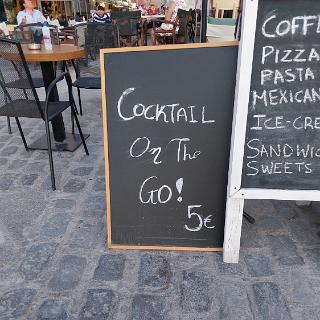 Cocktail
On The
Go!
5€
COFF
PIZZA
PASTA
MEXICAN
ICE-CRE
SANDWIC
SWEETS